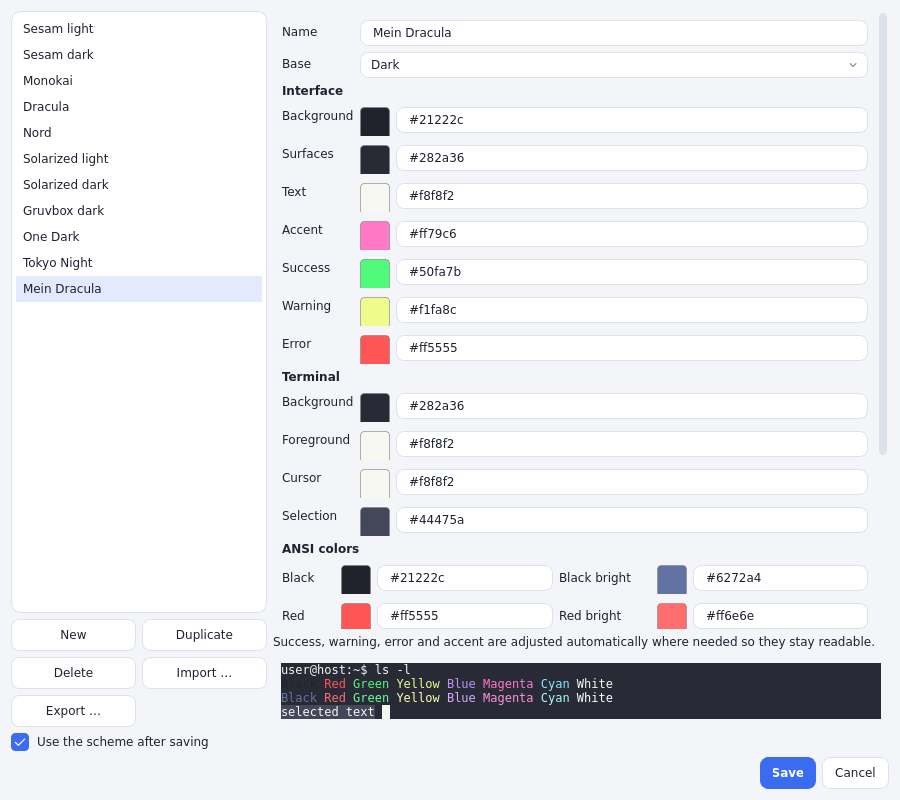 Sesam light
Sesam dark
Monokai
Dracula
Nord
Solarized light
Solarized dark
Gruvbox dark
One Dark
Tokyo Night
Mein Dracula
New
Duplicate
Delete
Import ...
Export ...
Use the scheme after saving
Name
Mein Dracula
Base
Dark
Interface
Background
#21222c
Surfaces
#282a36
Text
#f8f8f2
Accent
#ff79c6
Success
#50fa7b
Warning
#f1fa8c
Error
#ff5555
Terminal
Background
#282a36
Foreground
#f8f8f2
Cursor
#f8f8f2
Selection
#44475a
ANSI colors
Black
#21222c
Black bright
#6272a4
Red
#ff5555
Red bright
#ff6e6e
Success, warning, error and accent are adjusted automatically where needed so they stay readable.
user@host:~$ ls -l
Black Red Green Yellow Blue Magenta Cyan White
Black Red Green Yellow Blue Magenta Cyan White
selected text
Save
Cancel